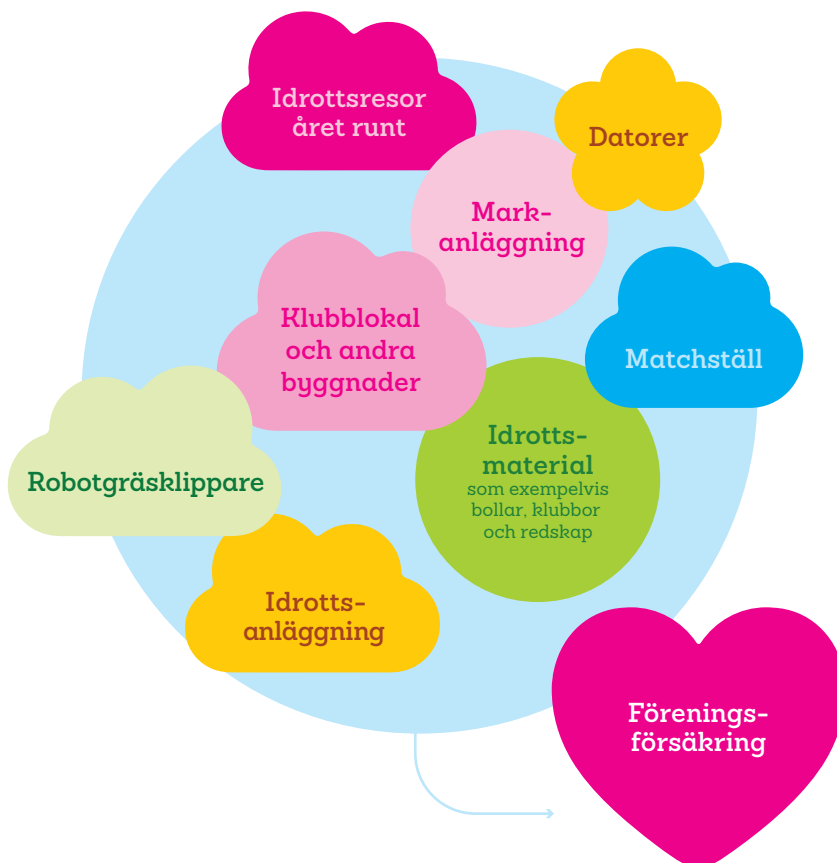 Idrottsresor
året runt
Datorer
Mark-
anläggning
Klubblokal
och andra
byggnader
Matchställ
Idrotts-
material
som exempelvis
bollar, klubbor
och redskap
Robotgräsklippare
Idrotts-
anläggning
Förenings-
försäkring